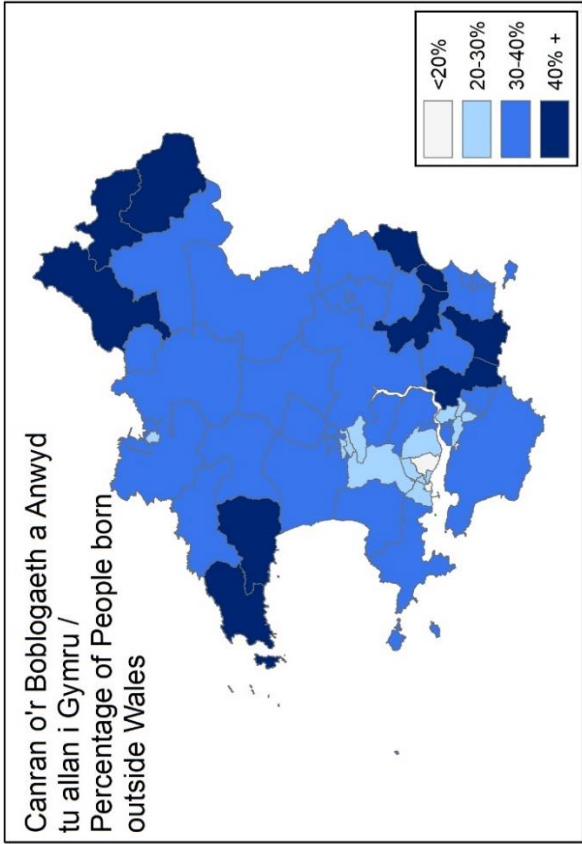 Canran o'r Boblogaeth a Anwyd
tu allan i Gymru /
Percentage of People born
outside Wales
<20%
20-30%
30-40%
40% +